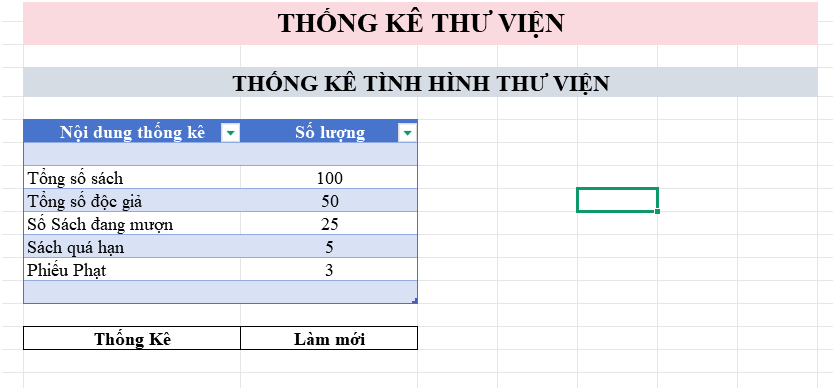 THỐNG KÊ THƯ VIỆN
THỐNG KÊ TÌNH HÌNH THƯ VIỆN
Nội dung thống kê Số lượng
Tổng số sách 100
Tổng số độc giả 50
Số Sách đang mượn 25
Sách quá hạn 5
Phiếu Phạt 3
Thống Kê Làm mới